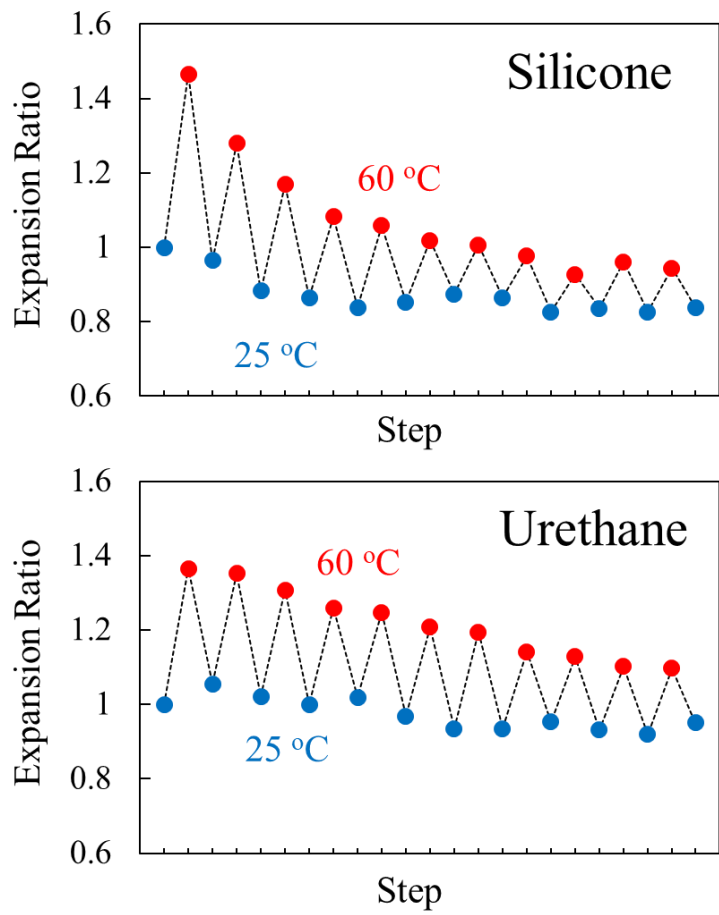 1.6
Silicone
1.4
1.2
60 °C
1
0.8
25 °C
0.6
Expansion Ratio
Step
1.6
Urethane
1.4
60 °C
1.2
1
25 °C
0.8
0.6
Expansion Ratio
Step